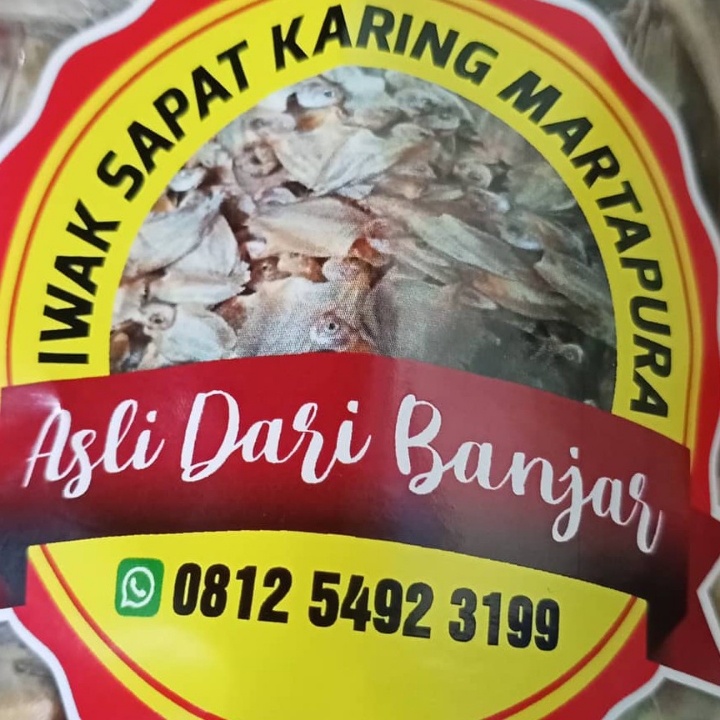 IWAK SAPAT KARING MARTAPURA
Asli Dari Banjar
0812 5492 3199